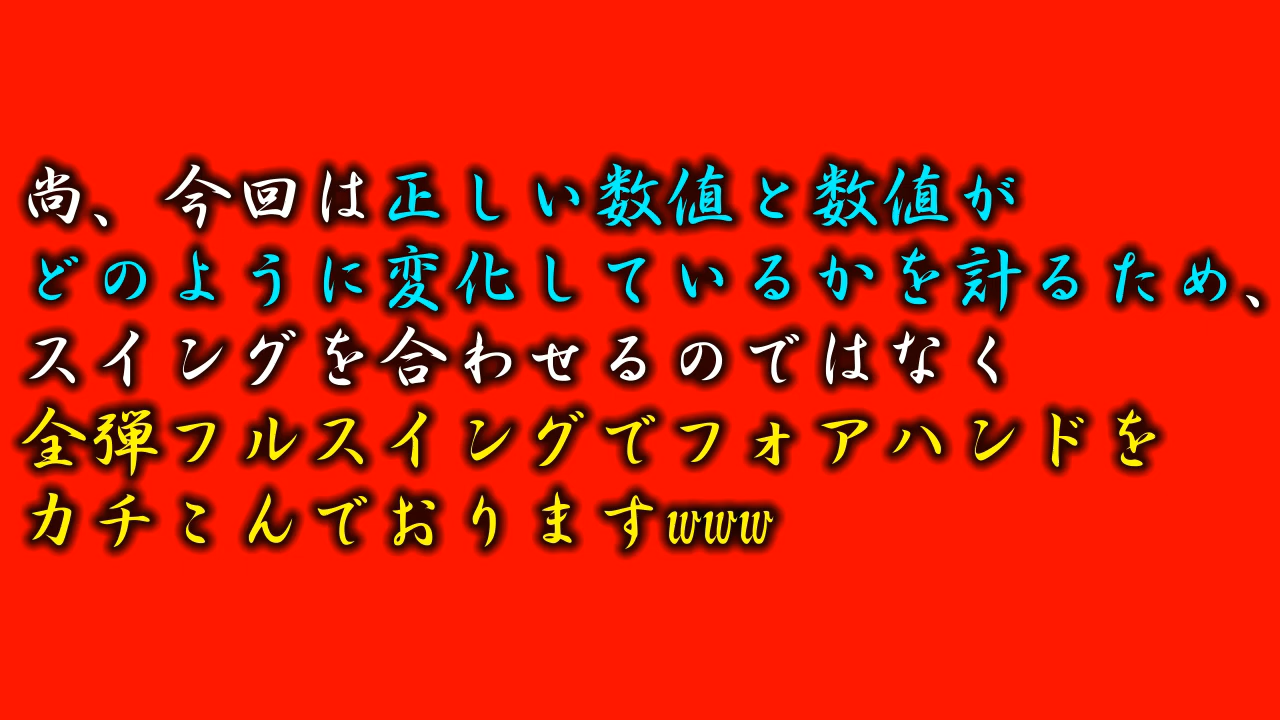 尚、今回は正しい数値と数値が
どのように変化しているかを計るため、
スイングを合わせるのではなく
全弾フルスイングでフォアハンドを
カチこんでおりますwww